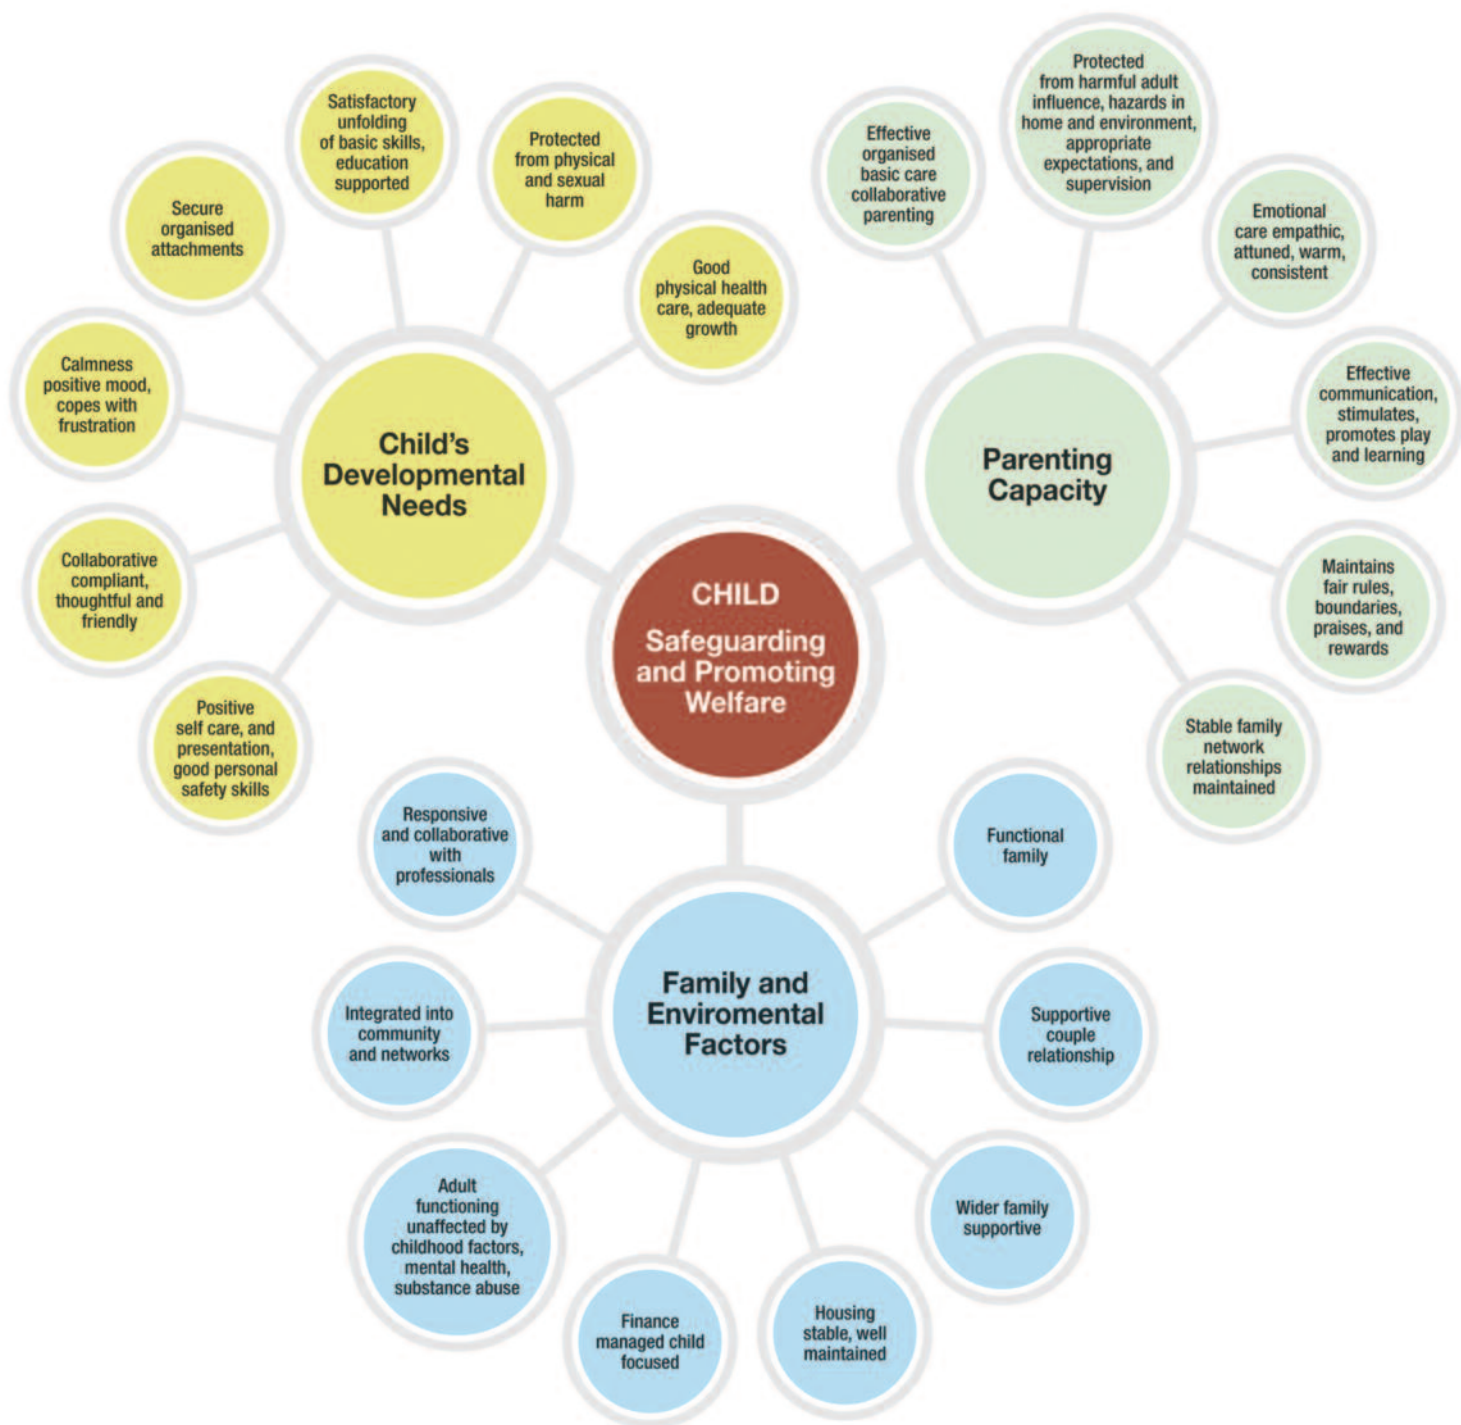 Satisfactory
unfolding
of basic skills,
education
supported
Protected
from physical
and sexual
harm
Secure
organised
attachments
Good
physical health
care, adequate
growth
Calmness
positive mood,
copes with
frustration
Child's
Developmental
Needs
Collaborative
compliant,
thoughtful and
friendly
Positive
self care, and
presentation,
good personal
safety skills
Protected
from harmful adult
influence, hazards in
home and environment,
appropriate
expectations, and
supervision
Effective
organised
basic care
collaborative
parenting
Emotional
care empathic,
attuned, warm,
consistent
Effective
communication,
stimulates,
promotes play
and learning
Parenting
Capacity
Maintains
fair rules,
boundaries,
praises, and
rewards
Stable family
network
relationships
maintained
CHILD
Safeguarding
and Promoting
Welfare
Responsive
and collaborative
with
professionals
Functional
family
Family and
Enviromental
Factors
Integrated into
community
and networks
Supportive
couple
relationship
Adult
functioning
unaffected by
childhood factors,
mental health,
substance abuse
Wider family
supportive
Finance
managed child
focused
Housing
stable, well
maintained